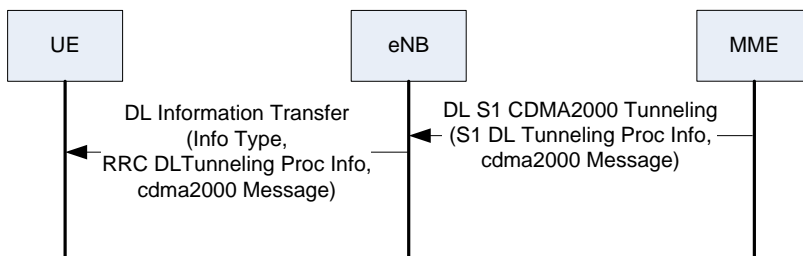 UE
eNB
MME
DL Information Transfer
(Info Type,
RRC DLTunneling Proc Info,
cdma2000 Message)
DL S1 CDMA2000 Tunneling
(S1 DL Tunneling Proc Info,
cdma2000 Message)